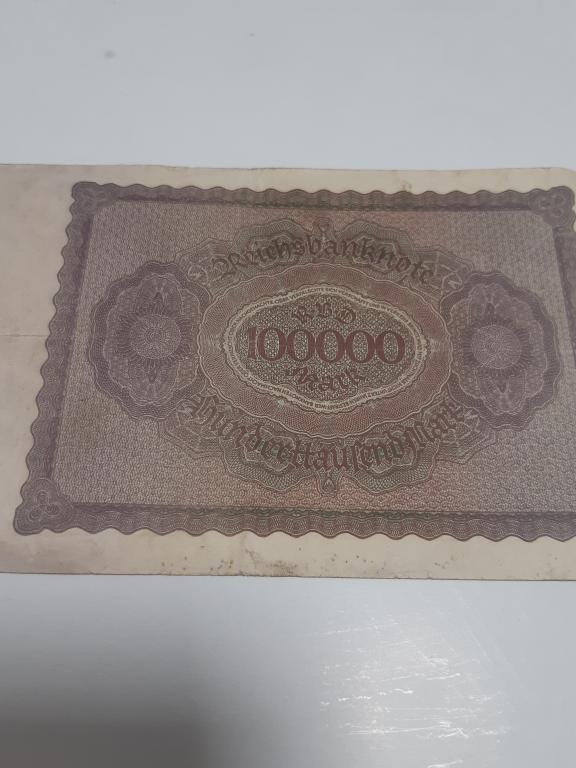 Reichsbanknote
RBD
100000
Mark
Hunderttausend Mark